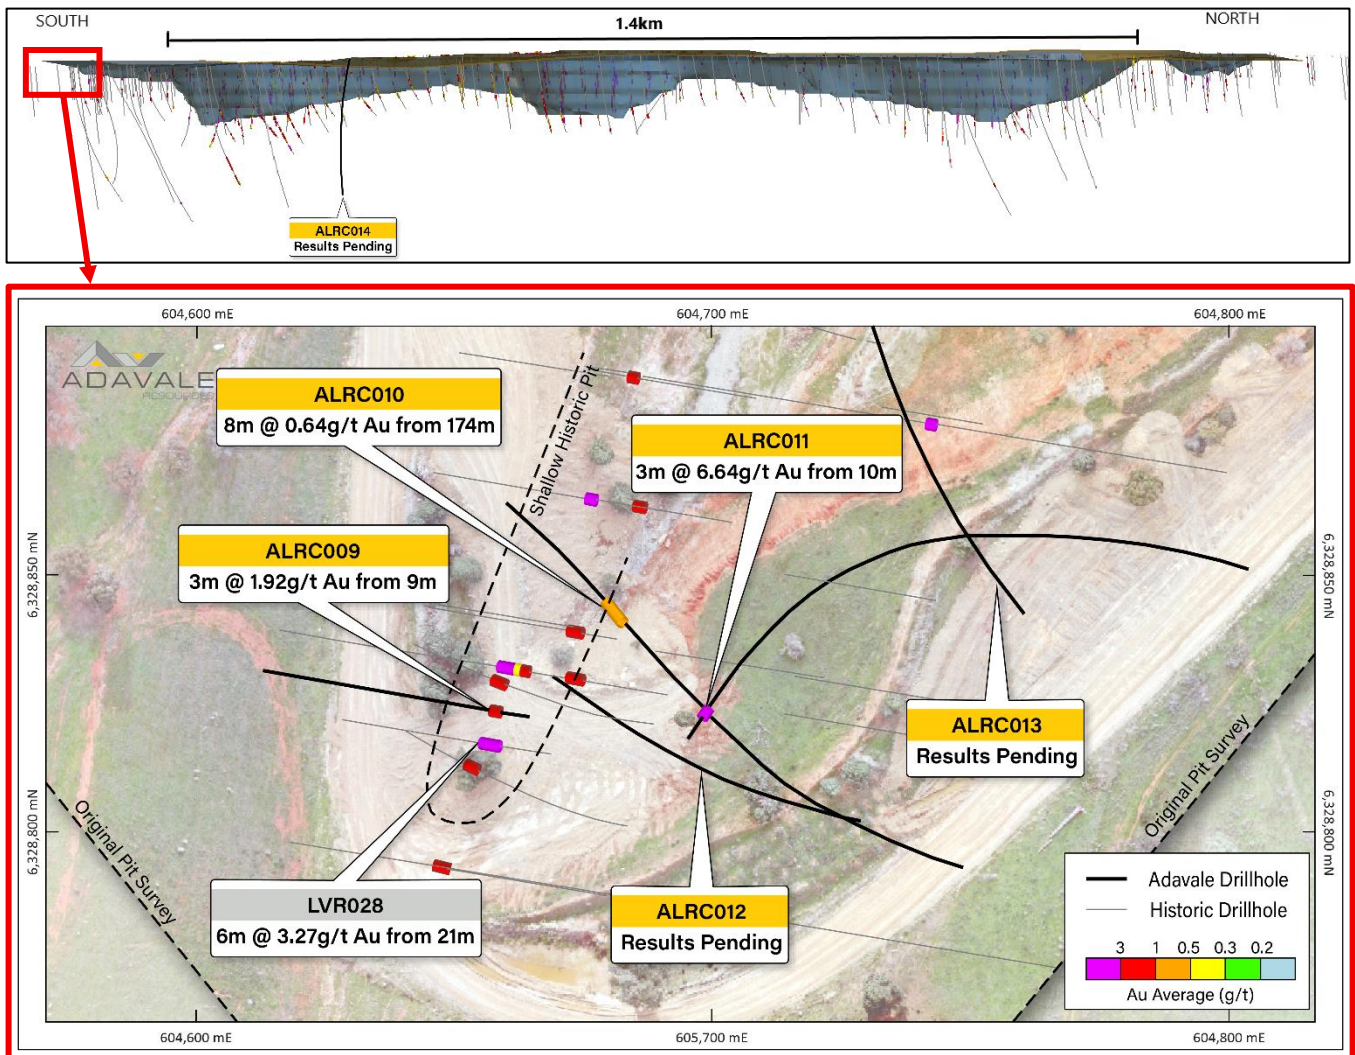 SOUTH
1.4km
NORTH
ALRC014
Results Pending
604,600 mE
604,700 mE
604,800 mE
ADAVALE
RESOURCES
ALRC010
8m @ 0.64g/t Au from 174m
Shallow Historic Pit
ALRC011
3m @ 6.64g/t Au from 10m
ALRC009
3m @ 1.92g/t Au from 9m
6,328,850 mN
6,328,850 mN
ALRC013
Results Pending
Original Pit Survey
Original Pit Survey
6,328,800 mN
6,328,800 mN
LVR028
6m @ 3.27g/t Au from 21m
ALRC012
Results Pending
Adavale Drillhole
Historic Drillhole
3 1 0.5 0.3 0.2
Au Average (g/t)
604,600 mE
605,700 mE
604,800 mE